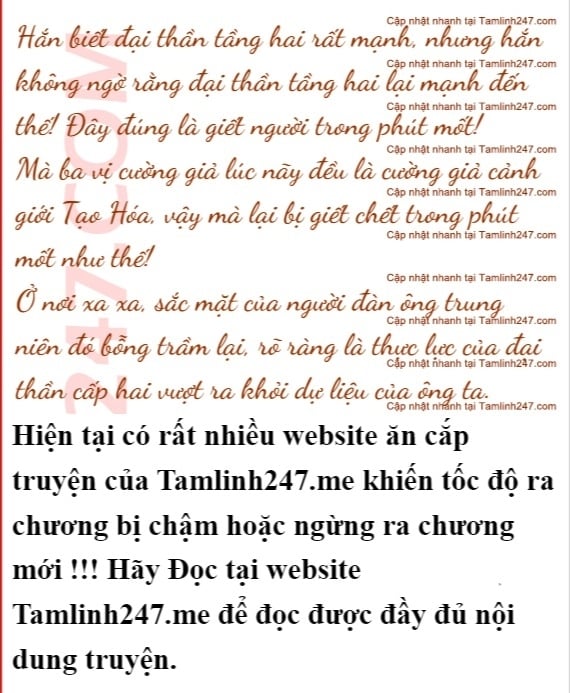 Cập nhật nhanh tại Tamlinh247.com
Hắn biết đại thần tầng hai rất mạnh, nhưng hắn
Cập nhật nhanh tại Tamlinh247.com
không ngờ rằng đại thần tầng hai lại mạnh đến
Cập nhật nhanh tại Tamlinh247.com
thế! Đây đúng là giết người trong phút mốt!
Cập nhật nhanh tại Tamlinh247.com
Mà ba vị cường giả lúc nãy đều là cường giả cảnh
Cập nhật nhanh tại Tamlinh247.com
giới Tạo Hóa, vậy mà lại bị giết chết trong phút
Cập nhật nhanh tại Tamlinh247.com
mốt như thế!
Cập nhật nhanh tại Tamlinh247.com
Ở nơi xa xa, sắc mặt của người đàn ông trung
Cập nhật nhanh tại Tamlinh247.com
niên đó bỗng trầm lại, rõ ràng là thực lực của đại
Cập nhật nhanh tại Tamlinh247.com
thần cấp hai vượt ra khỏi dự liệu của ông ta.
Cập nhật nhanh tại Tamlinh247.com
247.COM
Hiện tại có rất nhiều website ăn cắp
truyện của Tamlinh247.me khiến tốc độ ra
chương bị chậm hoặc ngừng ra chương
mới !!! Hãy Đọc tại website
Tamlinh247.me để đọc được đầy đủ nội
dung truyện.